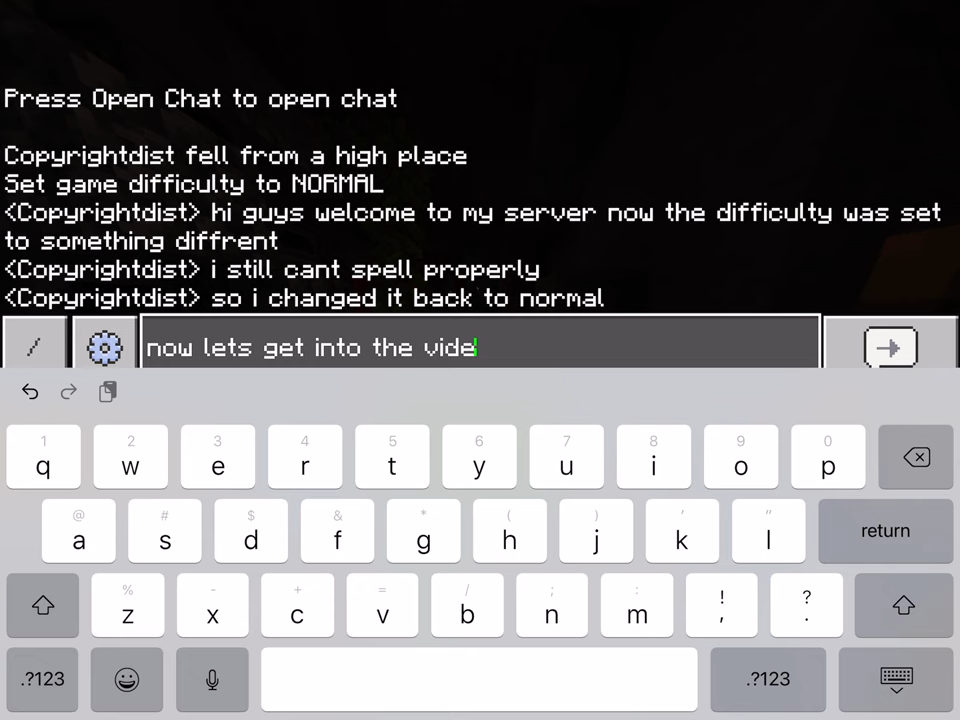 Press Open Chat to open chat
Copyrightdist fell from a high place
Set game difficulty to NORMAL
<Copyrightdist> hi guys welcome to my server now the difficulty was set
to something diffrent
<Copyrightdist> i still cant spell properly
<Copyrightdist> so i changed it back to normal
/ now lets get into the vide
1 2 3 4 5 6 7 8 9 0
q w e r t y u i o p
@ # $ & * ( ) ' "
a s d f g h j k l return
% - + = / ; : ! ?
z x c v b n m , .
.?123 .?123